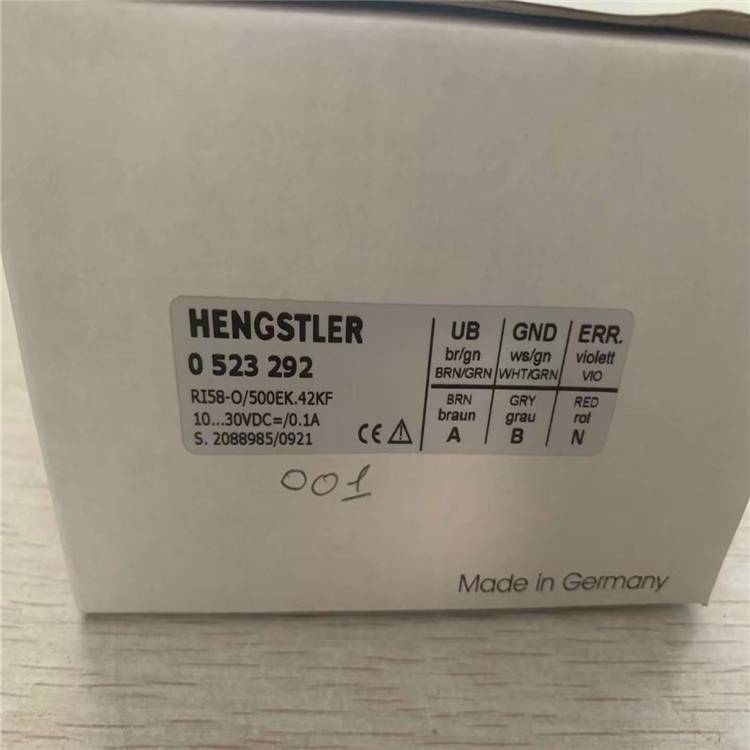 HENGSTLER
0 523 292
RI58-O/500EK.42KF
10...30VDC=/0.1A
S. 2088985/0921
CE
UB GND ERR.
br/gn ws/gn violett
BRN/GRN WHT/GRN VIO
BRN GRY RED
braun grau rot
A B N
001
Made in Germany